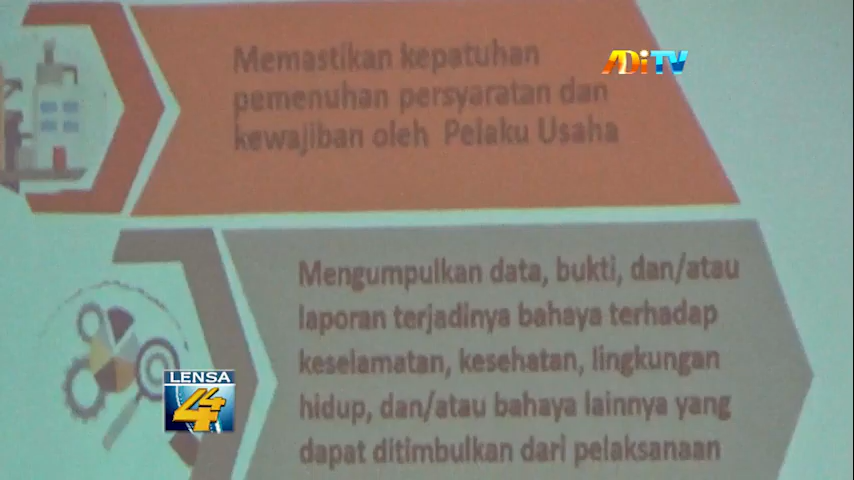 Memastikan kepatuhan
pemenuhan persyaratan dan
kewajiban oleh Pelaku Usaha
ADiTV
Mengumpulkan data, bukti, dan/atau
laporan terjadinya bahaya terhadap
keselamatan, kesehatan, lingkungan
hidup, dan/atau bahaya lainnya yang
dapat ditimbulkan dari pelaksanaan
LENSA
44